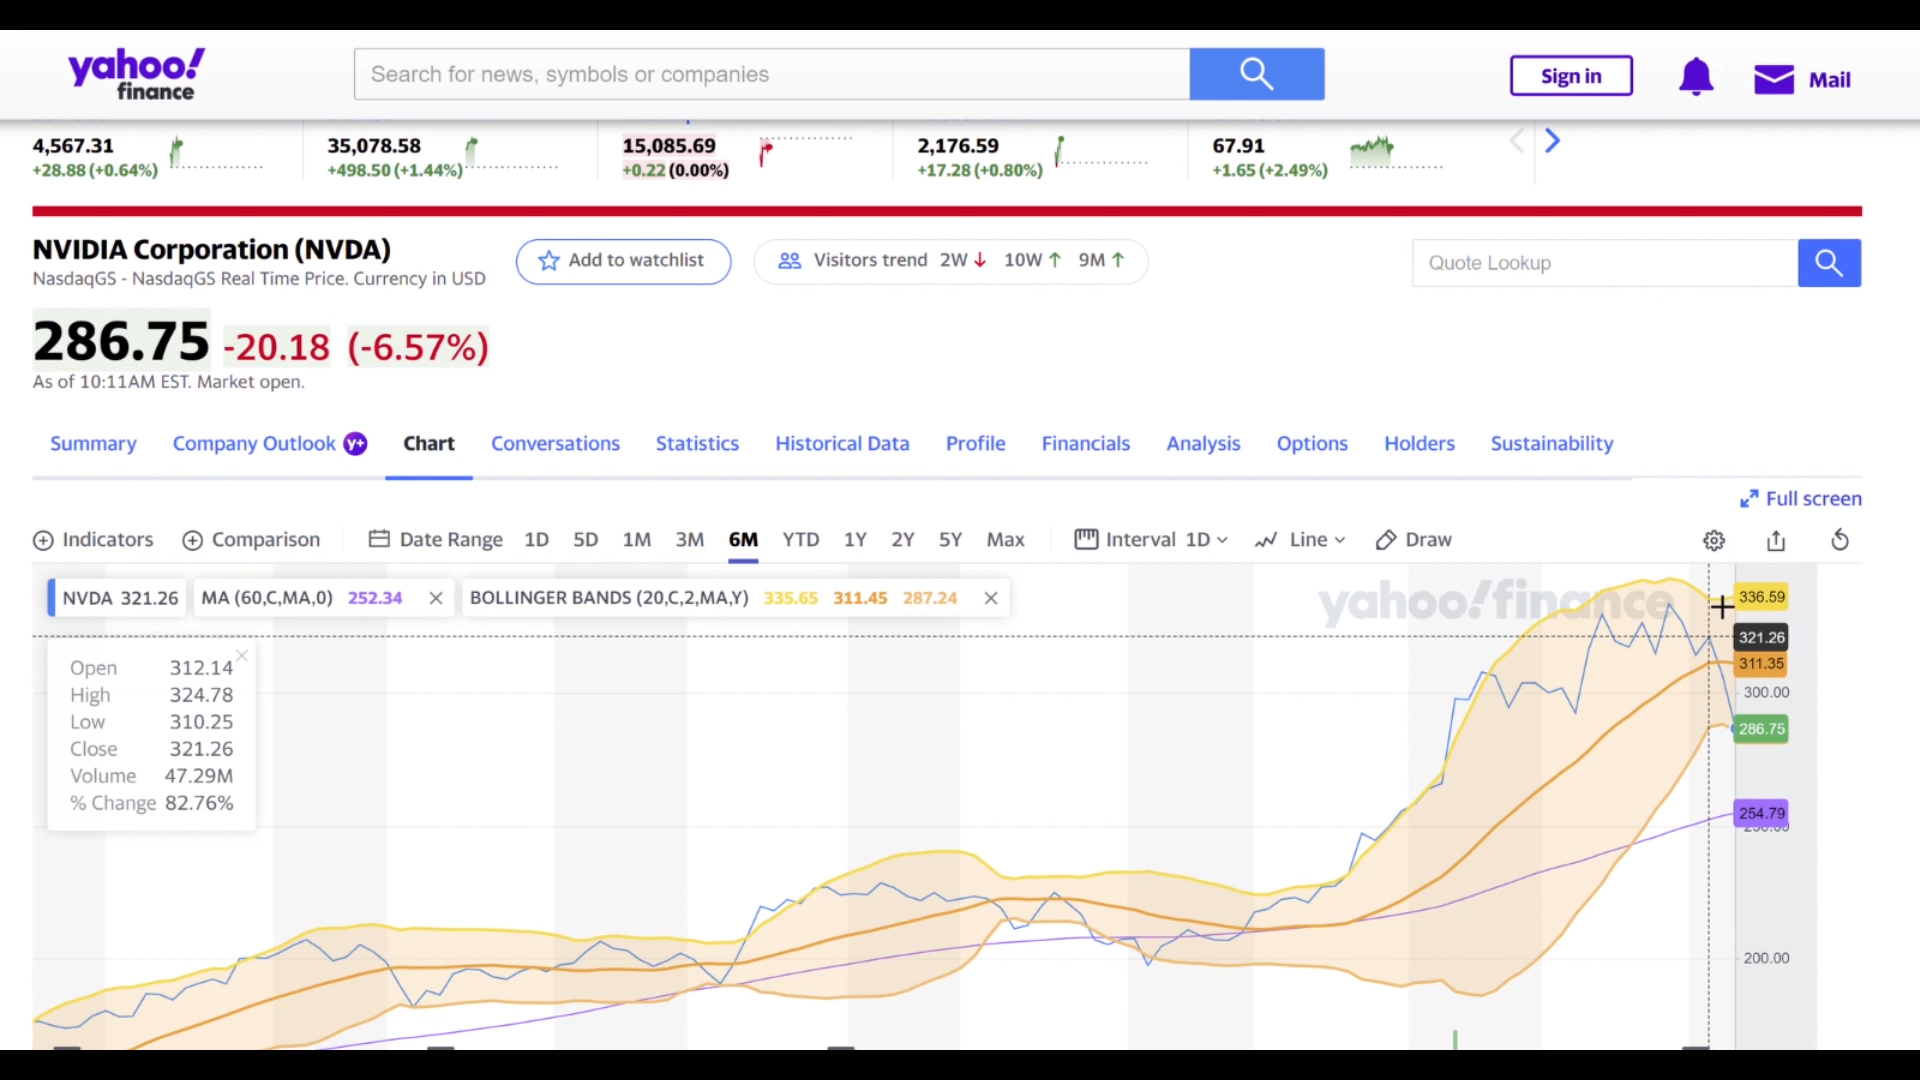 yahoo!
finance
Search for news, symbols or companies
Sign in
Mail
4,567.31
+28.88 (+0.64%)
35,078.58
+498.50 (+1.44%)
15,085.69
+0.22 (0.00%)
2,176.59
+17.28 (+0.80%)
67.91
+1.65 (+2.49%)
NVIDIA Corporation (NVDA)
NasdaqGS - NasdaqGS Real Time Price. Currency in USD
Add to watchlist
Visitors trend 2W ↓ 10W ↑ 9M ↑
Quote Lookup
286.75 -20.18 (-6.57%)
As of 10:11AM EST. Market open.
Summary Company Outlook y+ Chart Conversations Statistics Historical Data Profile Financials Analysis Options Holders Sustainability
Full screen
Indicators Comparison Date Range 1D 5D 1M 3M 6M YTD 1Y 2Y 5Y Max Interval 1D Line Draw
NVDA 321.26 MA (60,C,MA,0) 252.34 BOLLINGER BANDS (20,C,2,MA,Y) 335.65 311.45 287.24
yahoo!finance
336.59
321.26
311.35
300.00
286.75
254.79
250.00
200.00
Open 312.14
High 324.78
Low 310.25
Close 321.26
Volume 47.29M
% Change 82.76%